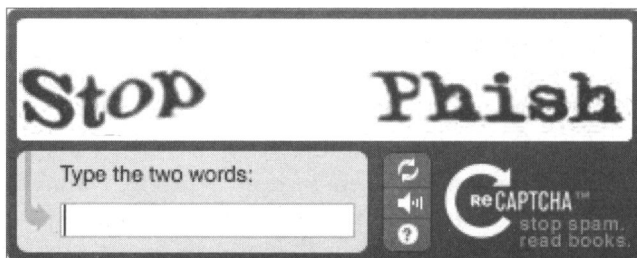 Stop Phish
Type the two words:
ReCAPTCHA™
stop spam.
read books.